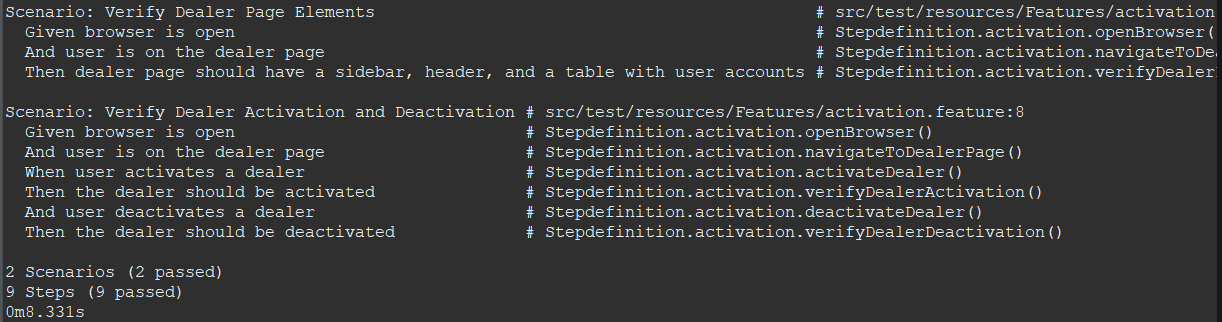 Scenario: Verify Dealer Page Elements # src/test/resources/Features/activation
Given browser is open # Stepdefinition.activation.openBrowser(
And user is on the dealer page # Stepdefinition.activation.navigateToDea
Then dealer page should have a sidebar, header, and a table with user accounts # Stepdefinition.activation.verifyDealer
Scenario: Verify Dealer Activation and Deactivation # src/test/resources/Features/activation.feature:8
Given browser is open # Stepdefinition.activation.openBrowser()
And user is on the dealer page # Stepdefinition.activation.navigateToDealerPage()
When user activates a dealer # Stepdefinition.activation.activateDealer()
Then the dealer should be activated # Stepdefinition.activation.verifyDealerActivation()
And user deactivates a dealer # Stepdefinition.activation.deactivateDealer()
Then the dealer should be deactivated # Stepdefinition.activation.verifyDealerDeactivation()
2 Scenarios (2 passed)
9 Steps (9 passed)
0m8.331s